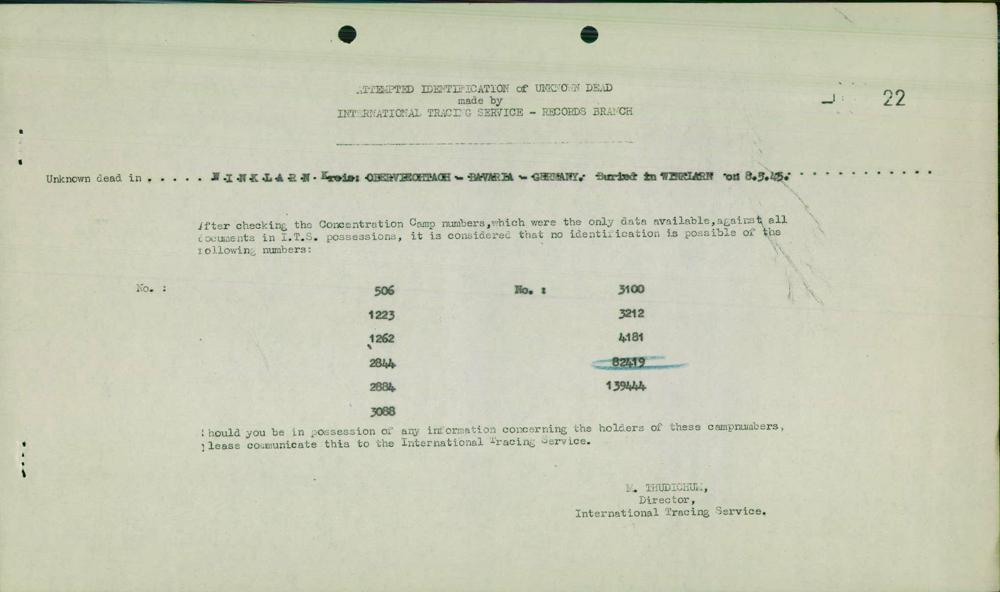 ATTEMPTED IDENTIFICATION of UNKNOWN DEAD
made by
INTERNATIONAL TRACING SERVICE - RECORDS BRANCH
22
Unknown dead in . . . . . W-I-N-K-L-A-R-N- Kreis: OBERVIECHTACH - BAVARIA - GERMANY. Buried in WINKLARN on 8.5.45. . . . . . . . . . . .
After checking the Concentration Camp numbers,which were the only data available,against all
documents in I.T.S. possessions, it is considered that no identification is possible of the
following numbers:
No. : 506 No. : 3100
1223 3212
1262 4181
2844 82419
2884 139444
3088
Should you be in possession of any information concerning the holders of these campnumbers,
please communicate this to the International Tracing Service.
M. THUDICHUM,
Director,
International Tracing Service.